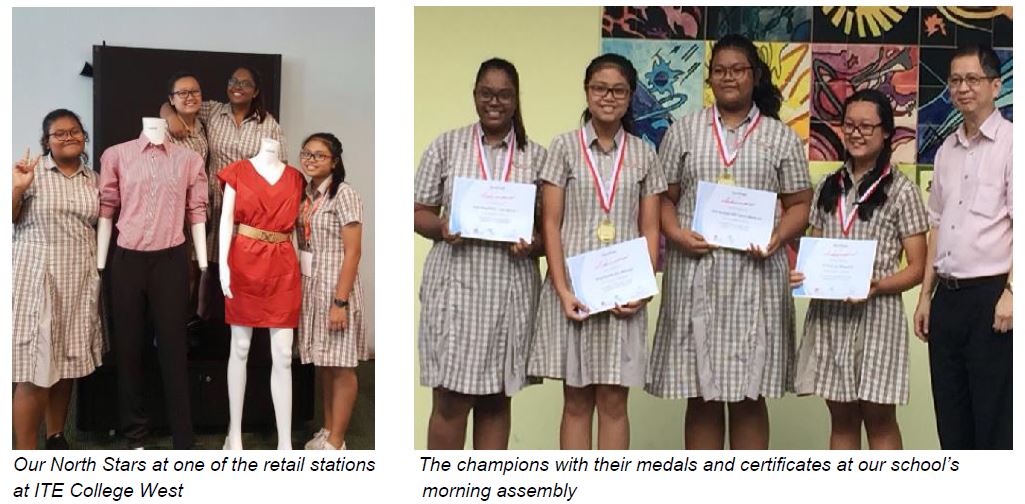 Our North Stars at one of the retail stations
at ITE College West
The champions with their medals and certificates at our school's
morning assembly